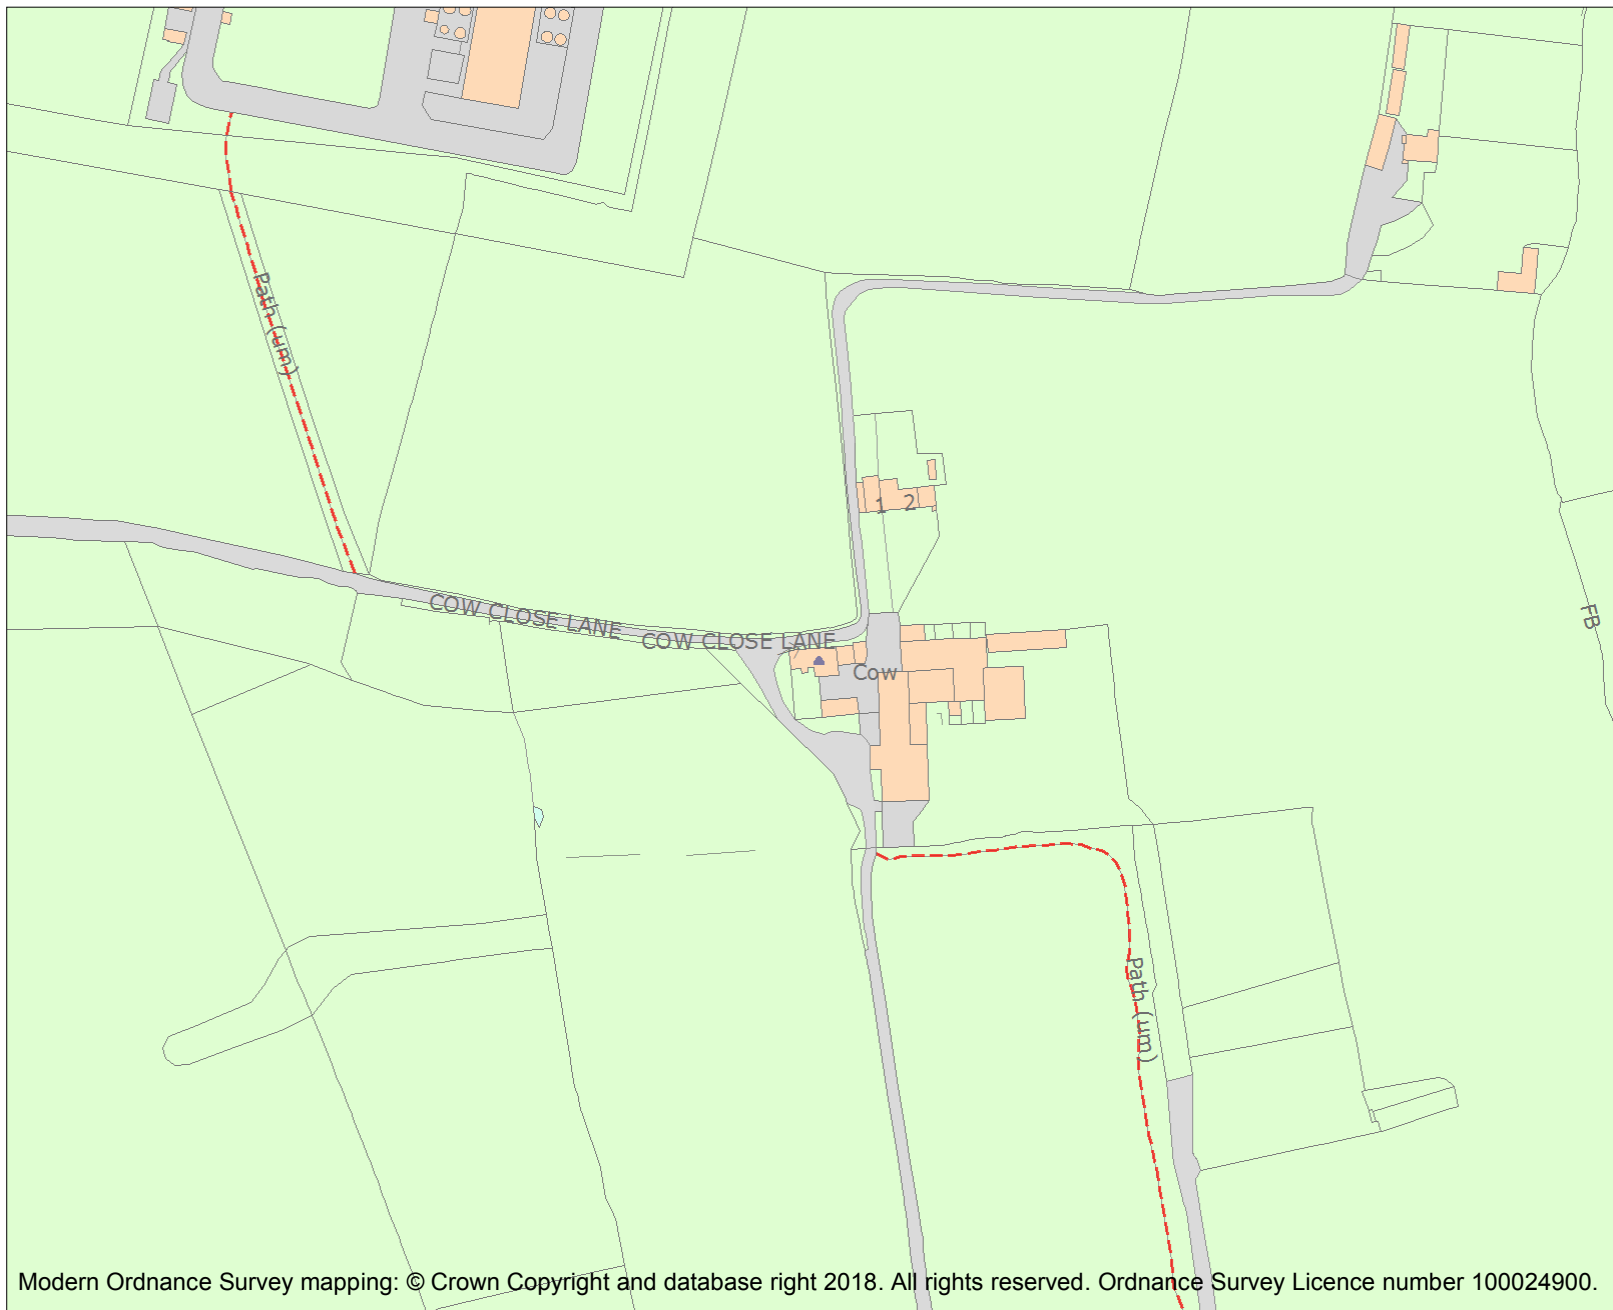 Path (um)
1 2
COW CLOSE LANE
COW CLOSE LANE
FB
Cow
Path (um)
Modern Ordnance Survey mapping: © Crown Copyright and database right 2018. All rights reserved. Ordnance Survey Licence number 100024900.